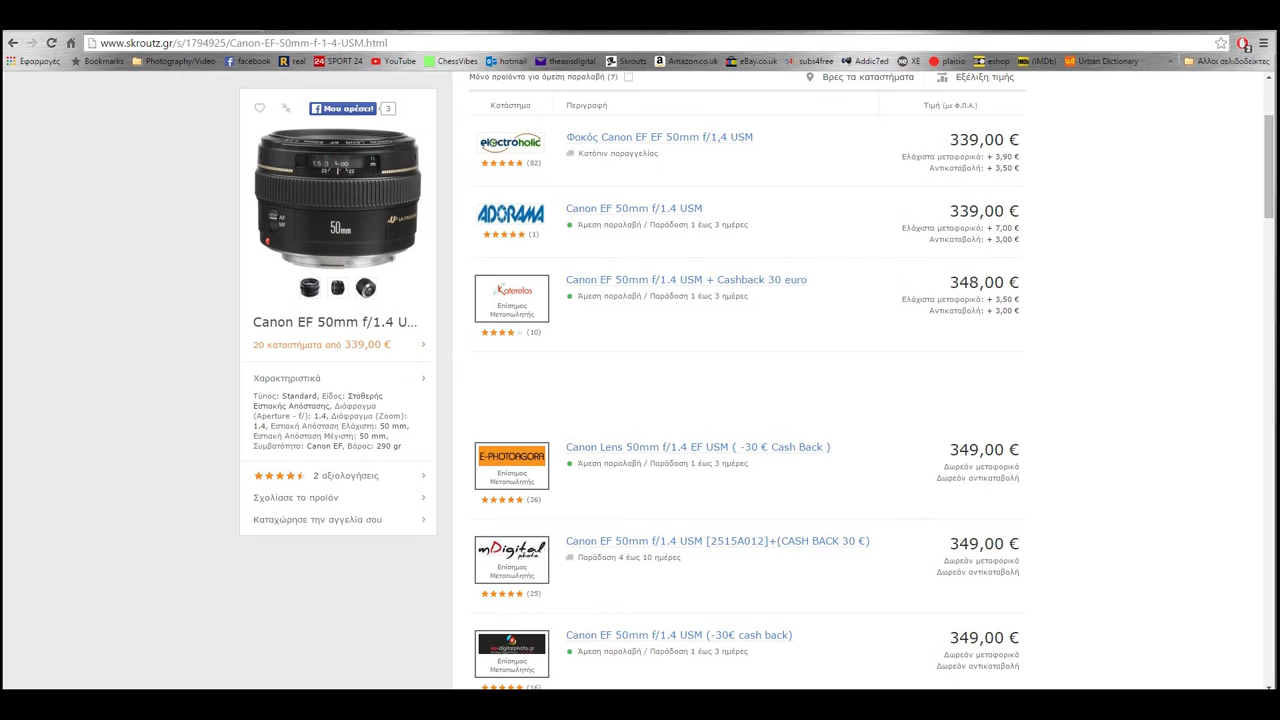 www.skroutz.gr/s/1794925/Canon-EF-50mm-f-1-4-USM.html
Εφαρμογές Bookmarks Photography/Video facebook real SPORT 24 YouTube ChessVibes hotmail theasisdigital Skroutz Amazon.co.uk eBay.co.uk subs4free Addic7ed XE plaisio eshop (IMDb) Urban Dictionary » Άλλοι σελιδοδείκτες
Μόνο προϊόντα για άμεση παραλαβή (?)
Βρες τα καταστήματα
Εξέλιξη τιμής
Μου αρέσει! 3
1.5 3
50mm
AF
MF
ULTRASONIC
Canon EF 50mm f/1.4 U...
20 καταστήματα από 339,00 €
Χαρακτηριστικά
Τύπος: Standard, Είδος: Σταθερής
Εστιακής Απόστασης, Διάφραγμα
(Aperture - f/): 1.4, Διάφραγμα (Zoom):
1.4, Εστιακή Απόσταση Ελάχιστη: 50 mm,
Εστιακή Απόσταση Μέγιστη: 50 mm,
Συμβατότητα: Canon EF, Βάρος: 290 gr
2 αξιολογήσεις
Σχολίασε το προϊόν
Καταχώρησε την αγγελία σου
Κατάστημα Περιγραφή Τιμή (με Φ.Π.Α.)
electroholic
(82)
Φακός Canon EF EF 50mm f/1,4 USM
Κατόπιν παραγγελίας
339,00 €
Ελάχιστα μεταφορικά: + 3,90 €
Αντικαταβολή: + 3,50 €
ADORAMA
(1)
Canon EF 50mm f/1.4 USM
Άμεση παραλαβή / Παράδοση 1 έως 3 ημέρες
339,00 €
Ελάχιστα μεταφορικά: + 7,00 €
Αντικαταβολή: + 3,00 €
Katerelos
Επίσημος
Μεταπωλητής
(10)
Canon EF 50mm f/1.4 USM + Cashback 30 euro
Άμεση παραλαβή / Παράδοση 1 έως 3 ημέρες
348,00 €
Ελάχιστα μεταφορικά: + 3,50 €
Αντικαταβολή: + 3,00 €
E-PHOTOAGORA
Επίσημος
Μεταπωλητής
(26)
Canon Lens 50mm f/1.4 EF USM ( -30 € Cash Back )
Άμεση παραλαβή / Παράδοση 1 έως 3 ημέρες
349,00 €
Δωρεάν μεταφορικά
Δωρεάν αντικαταβολή
mDigital
photo
Επίσημος
Μεταπωλητής
(25)
Canon EF 50mm f/1.4 USM [2515A012]+(CASH BACK 30 €)
Παράδοση 4 έως 10 ημέρες
349,00 €
Δωρεάν μεταφορικά
Δωρεάν αντικαταβολή
Επίσημος
Μεταπωλητής
(16)
Canon EF 50mm f/1.4 USM (-30€ cash back)
Άμεση παραλαβή / Παράδοση 1 έως 3 ημέρες
349,00 €
Δωρεάν μεταφορικά
Δωρεάν αντικαταβολή